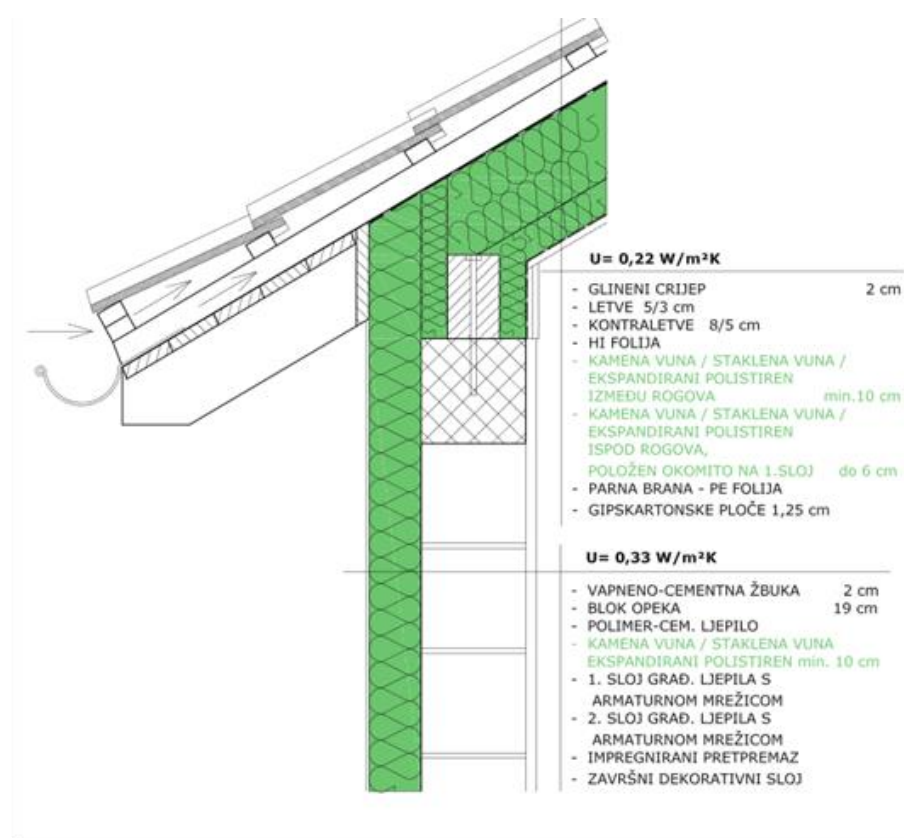 U= 0,22 W/m²K
- GLINENI CRIJEP 2 cm
- LETVE 5/3 cm
- KONTRALETVE 8/5 cm
- HI FOLIJA
- KAMENA VUNA / STAKLENA VUNA /
EKSPANDIRANI POLISTIREN
IZMEĐU ROGOVA min.10 cm
- KAMENA VUNA / STAKLENA VUNA /
EKSPANDIRANI POLISTIREN
ISPOD ROGOVA,
POLOŽEN OKOMITO NA 1.SLOJ do 6 cm
- PARNA BRANA - PE FOLIJA
- GIPSKARTONSKE PLOČE 1,25 cm
U= 0,33 W/m²K
- VAPNENO-CEMENTNA ŽBUKA 2 cm
- BLOK OPEKA 19 cm
- POLIMER-CEM. LJEPILO
- KAMENA VUNA / STAKLENA VUNA
EKSPANDIRANI POLISTIREN min. 10 cm
- 1. SLOJ GRAĐ. LJEPILA S
ARMATURNOM MREŽICOM
- 2. SLOJ GRAĐ. LJEPILA S
ARMATURNOM MREŽICOM
- IMPREGNIRANI PRETPREMAZ
- ZAVRŠNI DEKORATIVNI SLOJ